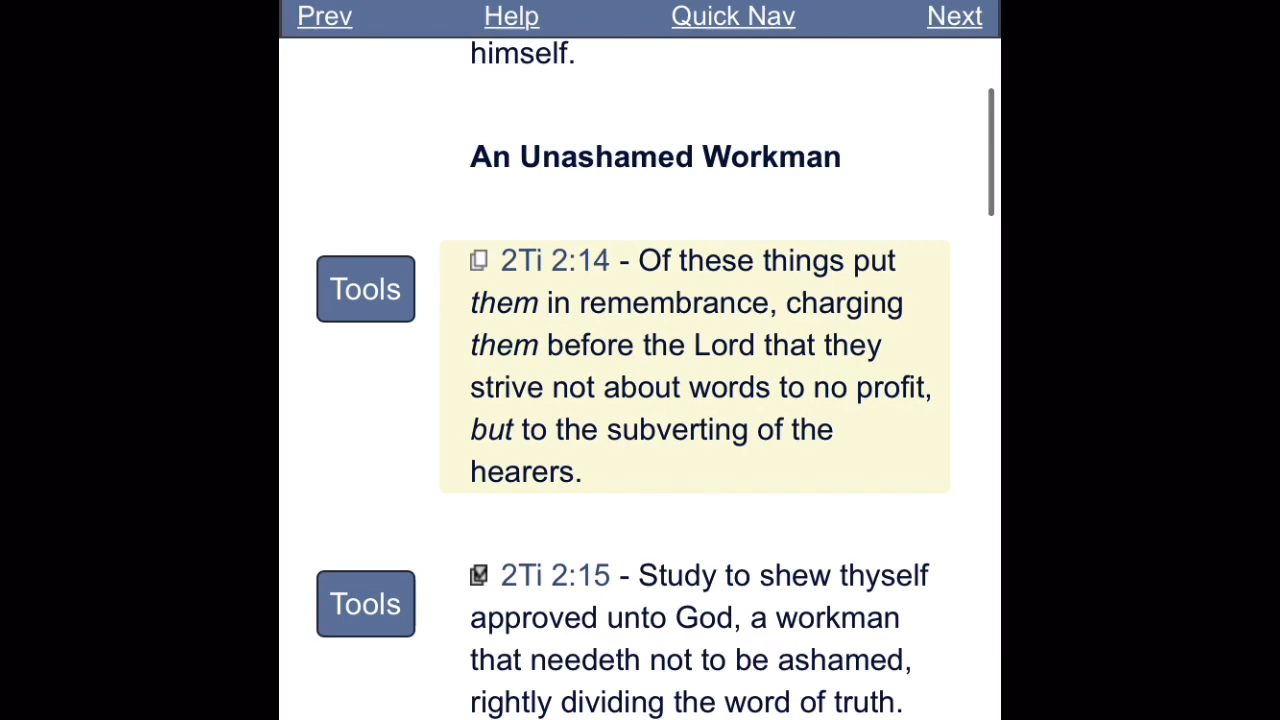 Prev Help Quick Nav Next
himself.
An Unashamed Workman
Tools
2Ti 2:14 - Of these things put
them in remembrance, charging
them before the Lord that they
strive not about words to no profit,
but to the subverting of the
hearers.
Tools
2Ti 2:15 - Study to shew thyself
approved unto God, a workman
that needeth not to be ashamed,
rightly dividing the word of truth.